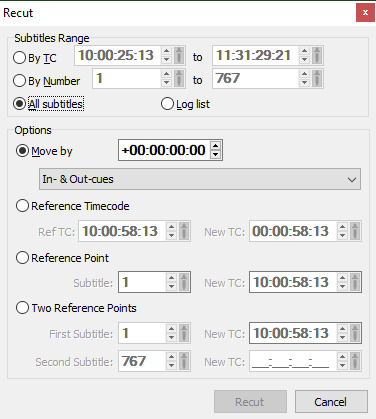 Recut
Subtitles Range
By TC 10:00:25:13 to 11:31:29:21
By Number 1 to 767
All subtitles Log list
Options
Move by +00:00:00:00
In- & Out-cues
Reference Timecode
Ref TC: 10:00:58:13 New TC: 00:00:58:13
Reference Point
Subtitle: 1 New TC: 10:00:58:13
Two Reference Points
First Subtitle: 1 New TC: 10:00:58:13
Second Subtitle: 767 New TC: __:__:__:__
Recut Cancel